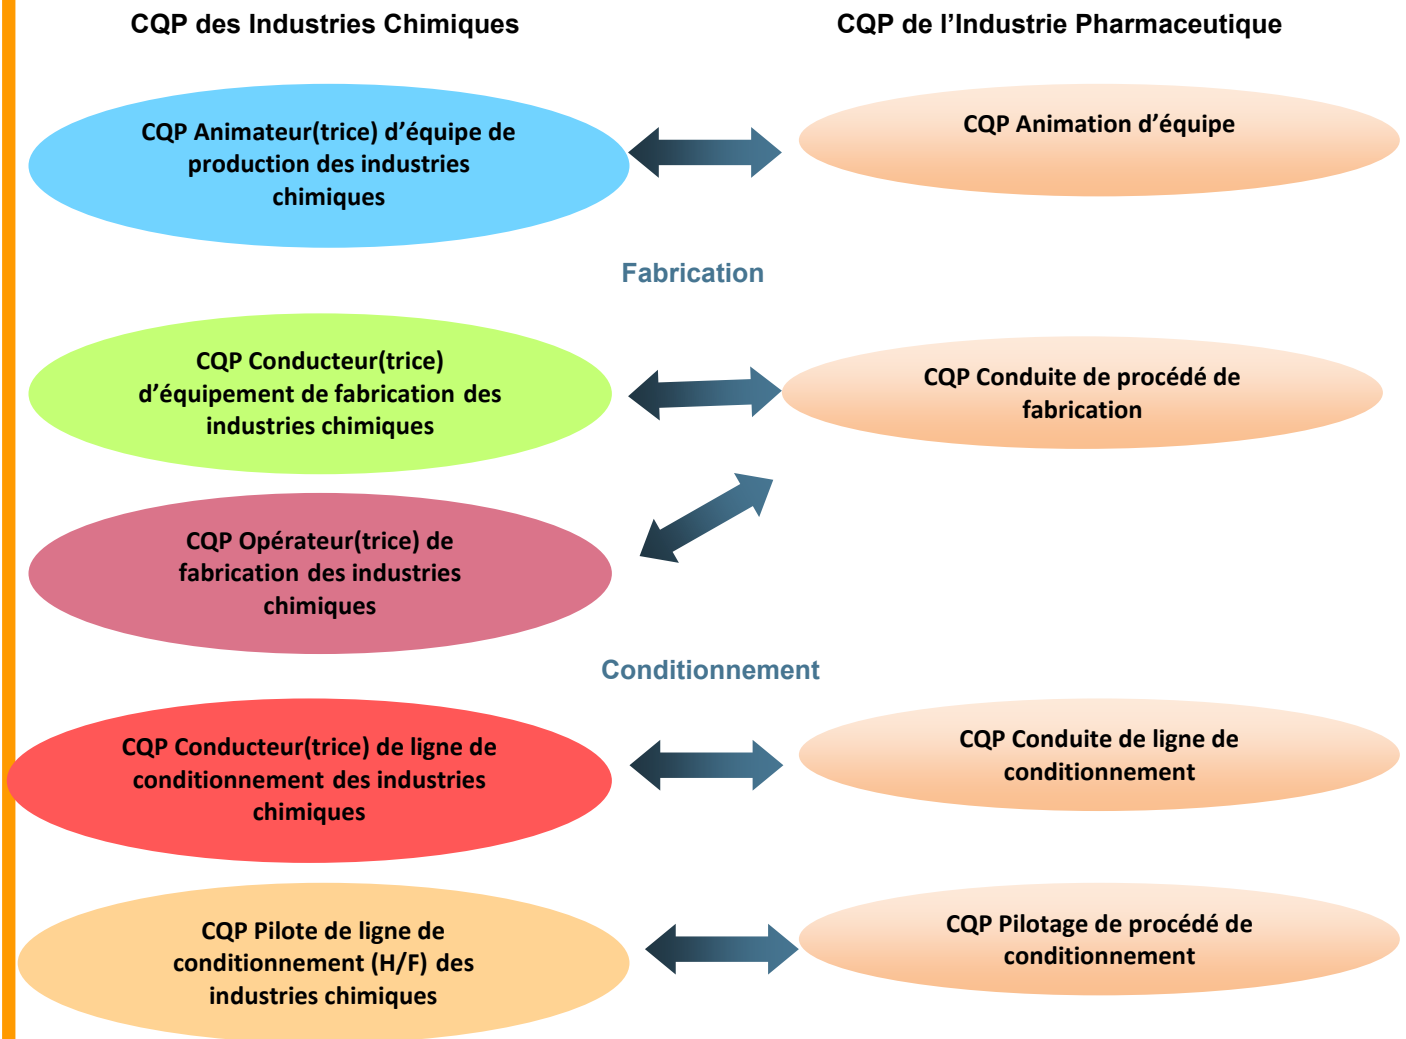 CQP des Industries Chimiques
CQP de l’Industrie Pharmaceutique
CQP Animateur(trice) d’équipe de
production des industries
chimiques
CQP Animation d’équipe
Fabrication
CQP Conducteur(trice)
d’équipement de fabrication des
industries chimiques
CQP Conduite de procédé de
fabrication
CQP Opérateur(trice) de
fabrication des industries
chimiques
Conditionnement
CQP Conducteur(trice) de ligne de
conditionnement des industries
chimiques
CQP Conduite de ligne de
conditionnement
CQP Pilote de ligne de
conditionnement (H/F) des
industries chimiques
CQP Pilotage de procédé de
conditionnement